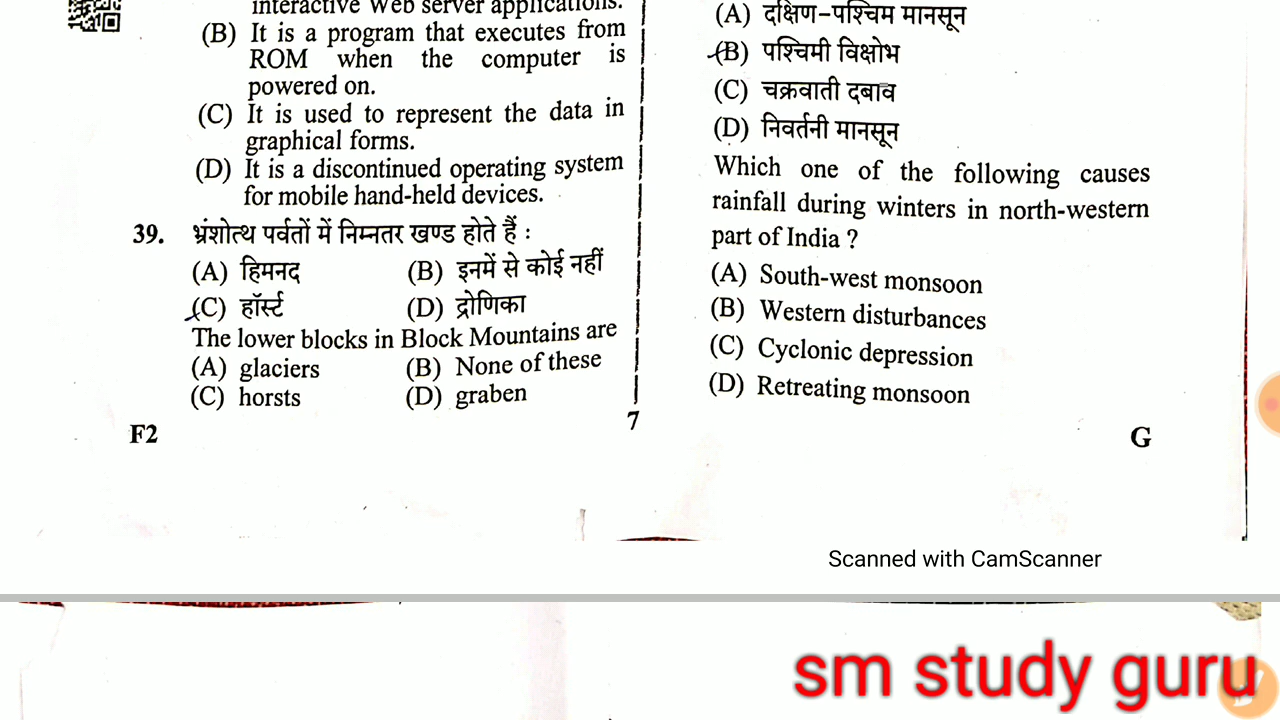 interactive Web server applications.
(B) It is a program that executes from
ROM when the computer is
powered on.
(C) It is used to represent the data in
graphical forms.
(D) It is a discontinued operating system
for mobile hand-held devices.
39. भ्रंशोत्थ पर्वतों में निम्नतर खण्ड होते हैं :
(A) हिमनद (B) इनमें से कोई नहीं
(C) हॉर्स्ट (D) द्रोणिका
The lower blocks in Block Mountains are
(A) glaciers (B) None of these
(C) horsts (D) graben
F2
7
(A) दक्षिण-पश्चिम मानसून
(B) पश्चिमी विक्षोभ
(C) चक्रवाती दबाव
(D) निवर्तनी मानसून
Which one of the following causes
rainfall during winters in north-western
part of India ?
(A) South-west monsoon
(B) Western disturbances
(C) Cyclonic depression
(D) Retreating monsoon
G
Scanned with CamScanner
sm study guru